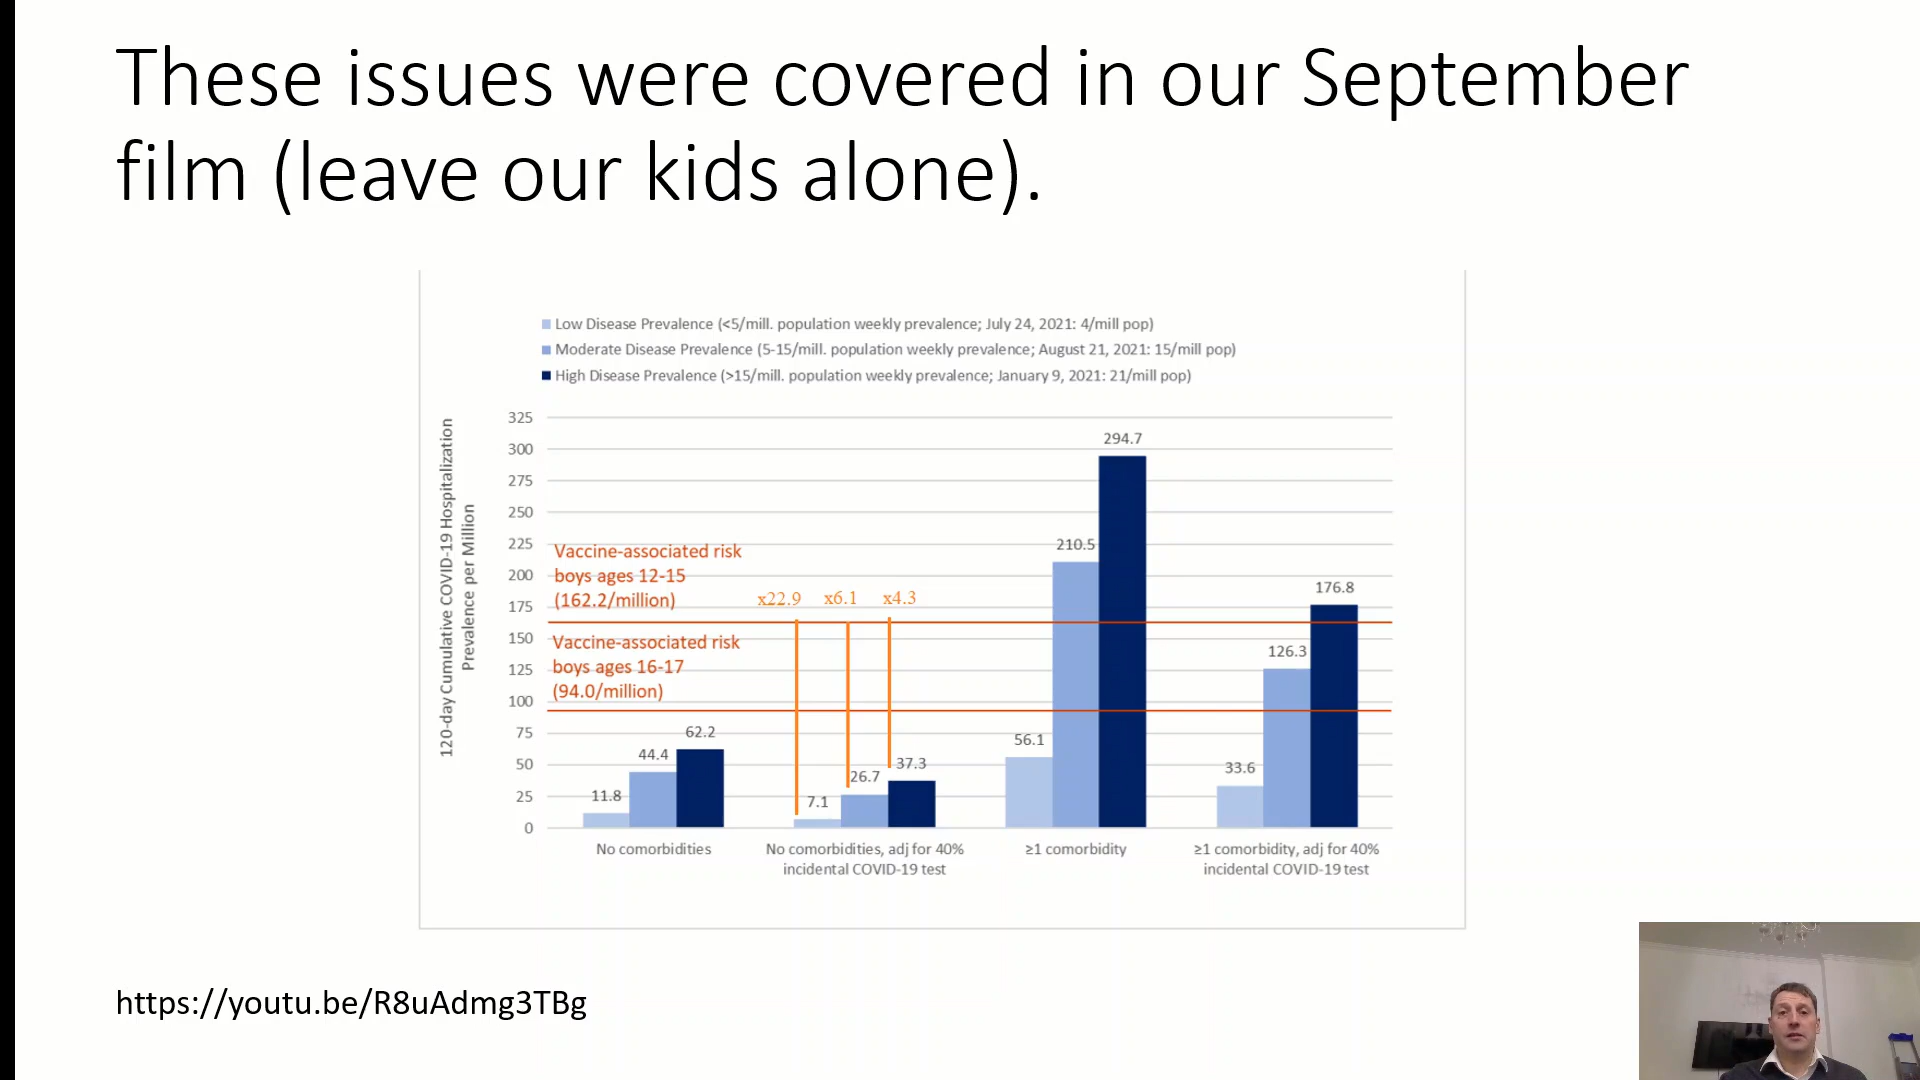 These issues were covered in our September
film (leave our kids alone).
Low Disease Prevalence (<5/mill. population weekly prevalence; July 24, 2021: 4/mill pop)
Moderate Disease Prevalence (5-15/mill. population weekly prevalence; August 21, 2021: 15/mill pop)
High Disease Prevalence (>15/mill. population weekly prevalence; January 9, 2021: 21/mill pop)
120-day Cumulative COVID-19 Hospitalization
Prevalence per Million
325
300
275
250
225
200
175
150
125
100
75
50
25
0
Vaccine-associated risk
boys ages 12-15
(162.2/million)
Vaccine-associated risk
boys ages 16-17
(94.0/million)
x22.9 x6.1 x4.3
11.8
44.4
62.2
7.1
26.7
37.3
56.1
210.5
294.7
33.6
126.3
176.8
No comorbidities
No comorbidities, adj for 40%
incidental COVID-19 test
≥1 comorbidity
≥1 comorbidity, adj for 40%
incidental COVID-19 test
https://youtu.be/R8uAdmg3TBg